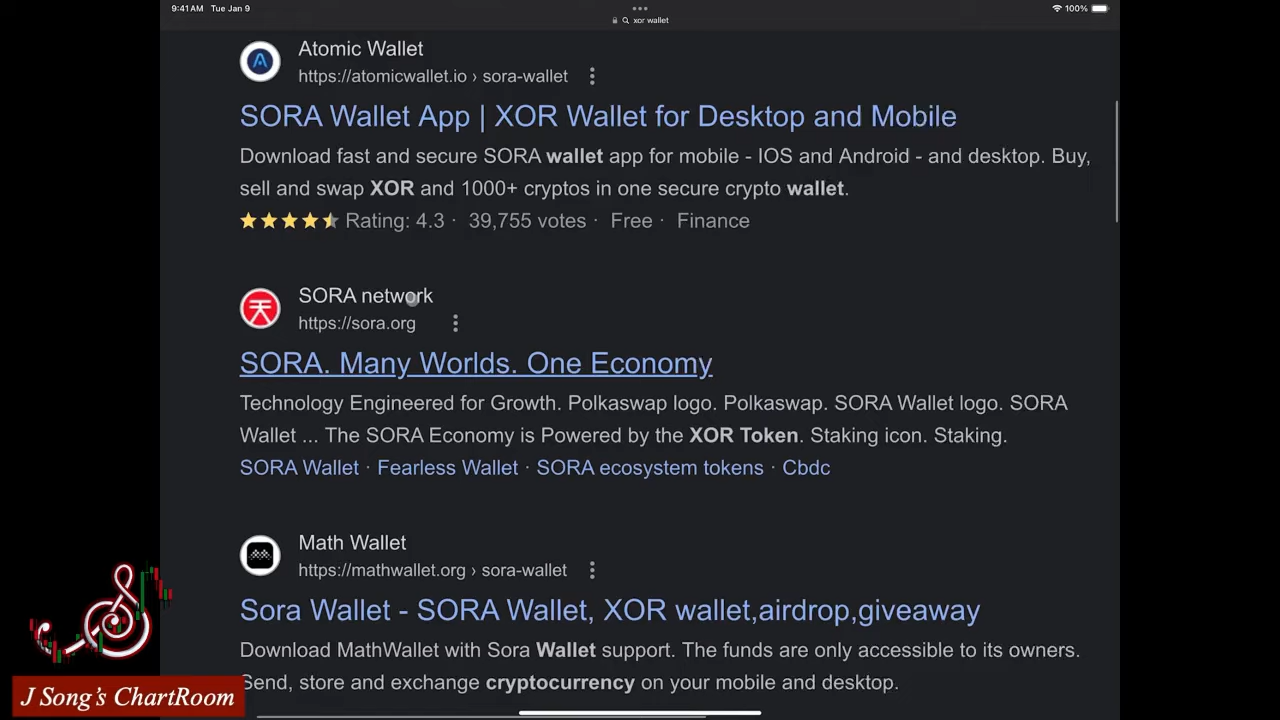 9:41AM Tue Jan 9
100%
xor wallet
Atomic Wallet
https://atomicwallet.io › sora-wallet
SORA Wallet App | XOR Wallet for Desktop and Mobile
Download fast and secure SORA wallet app for mobile - IOS and Android - and desktop. Buy,
sell and swap XOR and 1000+ cryptos in one secure crypto wallet.
Rating: 4.3 · 39,755 votes · Free · Finance
天
SORA network
https://sora.org
SORA. Many Worlds. One Economy
Technology Engineered for Growth. Polkaswap logo. Polkaswap. SORA Wallet logo. SORA
Wallet ... The SORA Economy is Powered by the XOR Token. Staking icon. Staking.
SORA Wallet · Fearless Wallet · SORA ecosystem tokens · Cbdc
Math Wallet
https://mathwallet.org › sora-wallet
Sora Wallet - SORA Wallet, XOR wallet,airdrop,giveaway
Download MathWallet with Sora Wallet support. The funds are only accessible to its owners.
Send, store and exchange cryptocurrency on your mobile and desktop.
J Song's ChartRoom